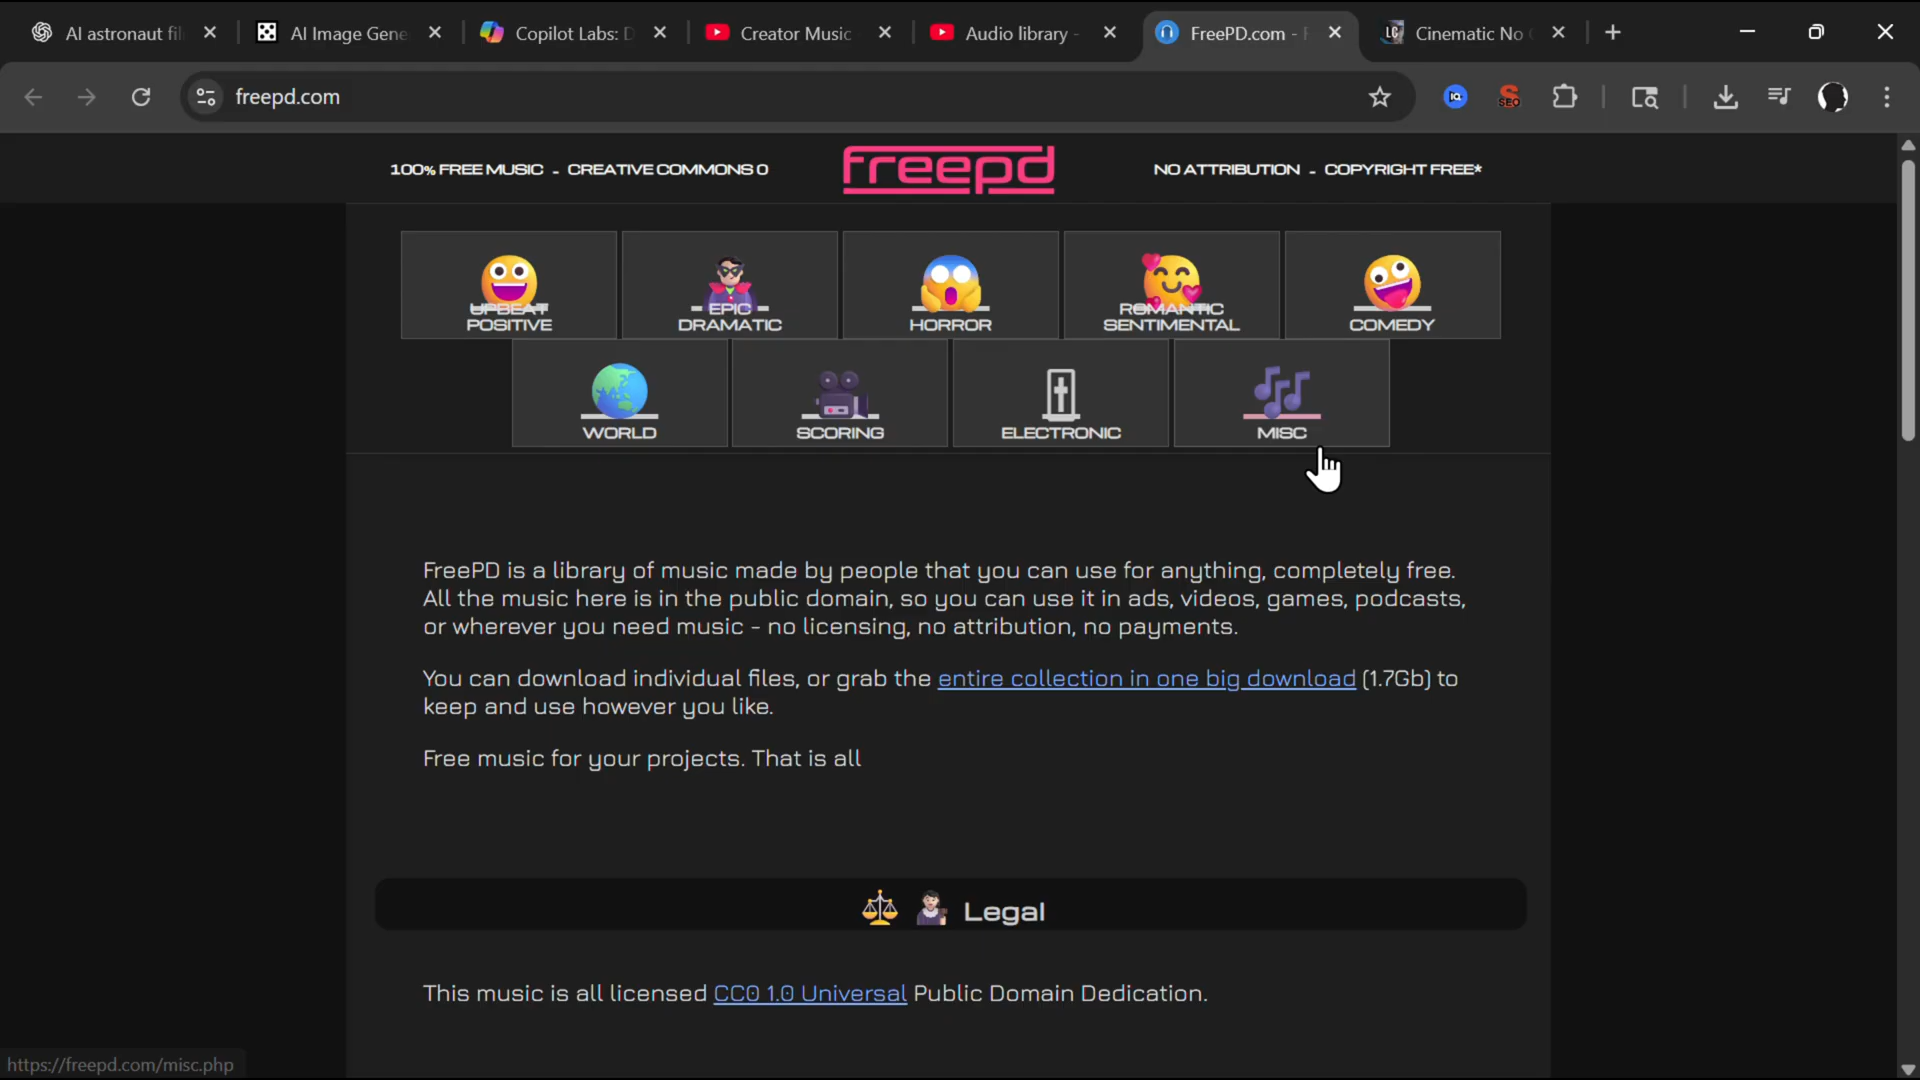 AI astronaut fil
AI Image Gene
Copilot Labs: D
Creator Music
Audio library -
FreePD.com - F
LC
Cinematic No C
freepd.com
IQ
SEO
100% FREE MUSIC - CREATIVE COMMONS 0
freepd
NO ATTRIBUTION - COPYRIGHT FREE*
UPBEAT
POSITIVE
EPIC
DRAMATIC
HORROR
ROMANTIC
SENTIMENTAL
COMEDY
WORLD
SCORING
ELECTRONIC
MISC
FreePD is a library of music made by people that you can use for anything, completely free.
All the music here is in the public domain, so you can use it in ads, videos, games, podcasts,
or wherever you need music - no licensing, no attribution, no payments.
You can download individual files, or grab the entire collection in one big download (1.7Gb) to
keep and use however you like.
Free music for your projects. That is all
Legal
This music is all licensed CC0 1.0 Universal Public Domain Dedication.
https://freepd.com/misc.php